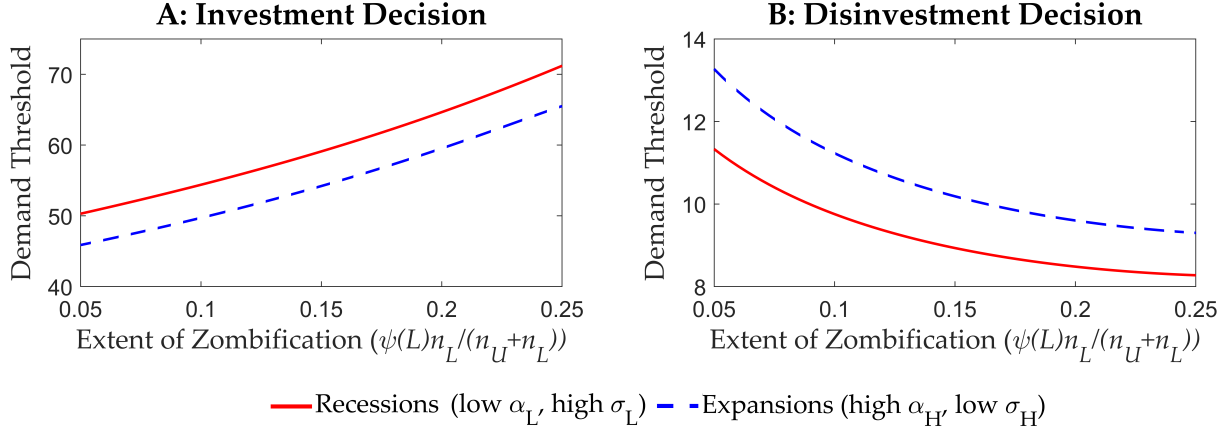 A: Investment Decision
Demand Threshold
70
60
50
40
0.05 0.1 0.15 0.2 0.25
Extent of Zombification (ψ(L)n_L/(n_U+n_L))
B: Disinvestment Decision
Demand Threshold
14
12
10
8
0.05 0.1 0.15 0.2 0.25
Extent of Zombification (ψ(L)n_L/(n_U+n_L))
Recessions (low α_L, high σ_L) Expansions (high α_H, low σ_H)